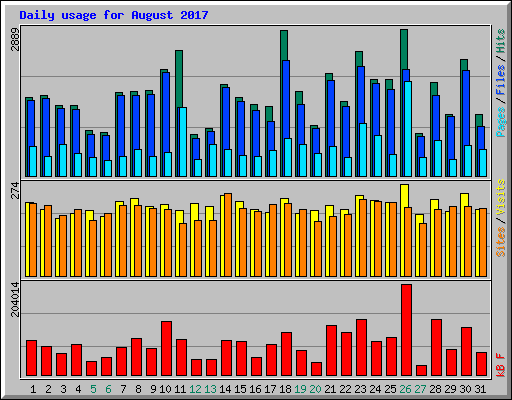 Daily usage for August 2017
2889
Pages/Files/Hits
274
Sites/Visits
204014
kB F
1 2 3 4 5 6 7 8 9 10 11 12 13 14 15 16 17 18 19 20 21 22 23 24 25 26 27 28 29 30 31